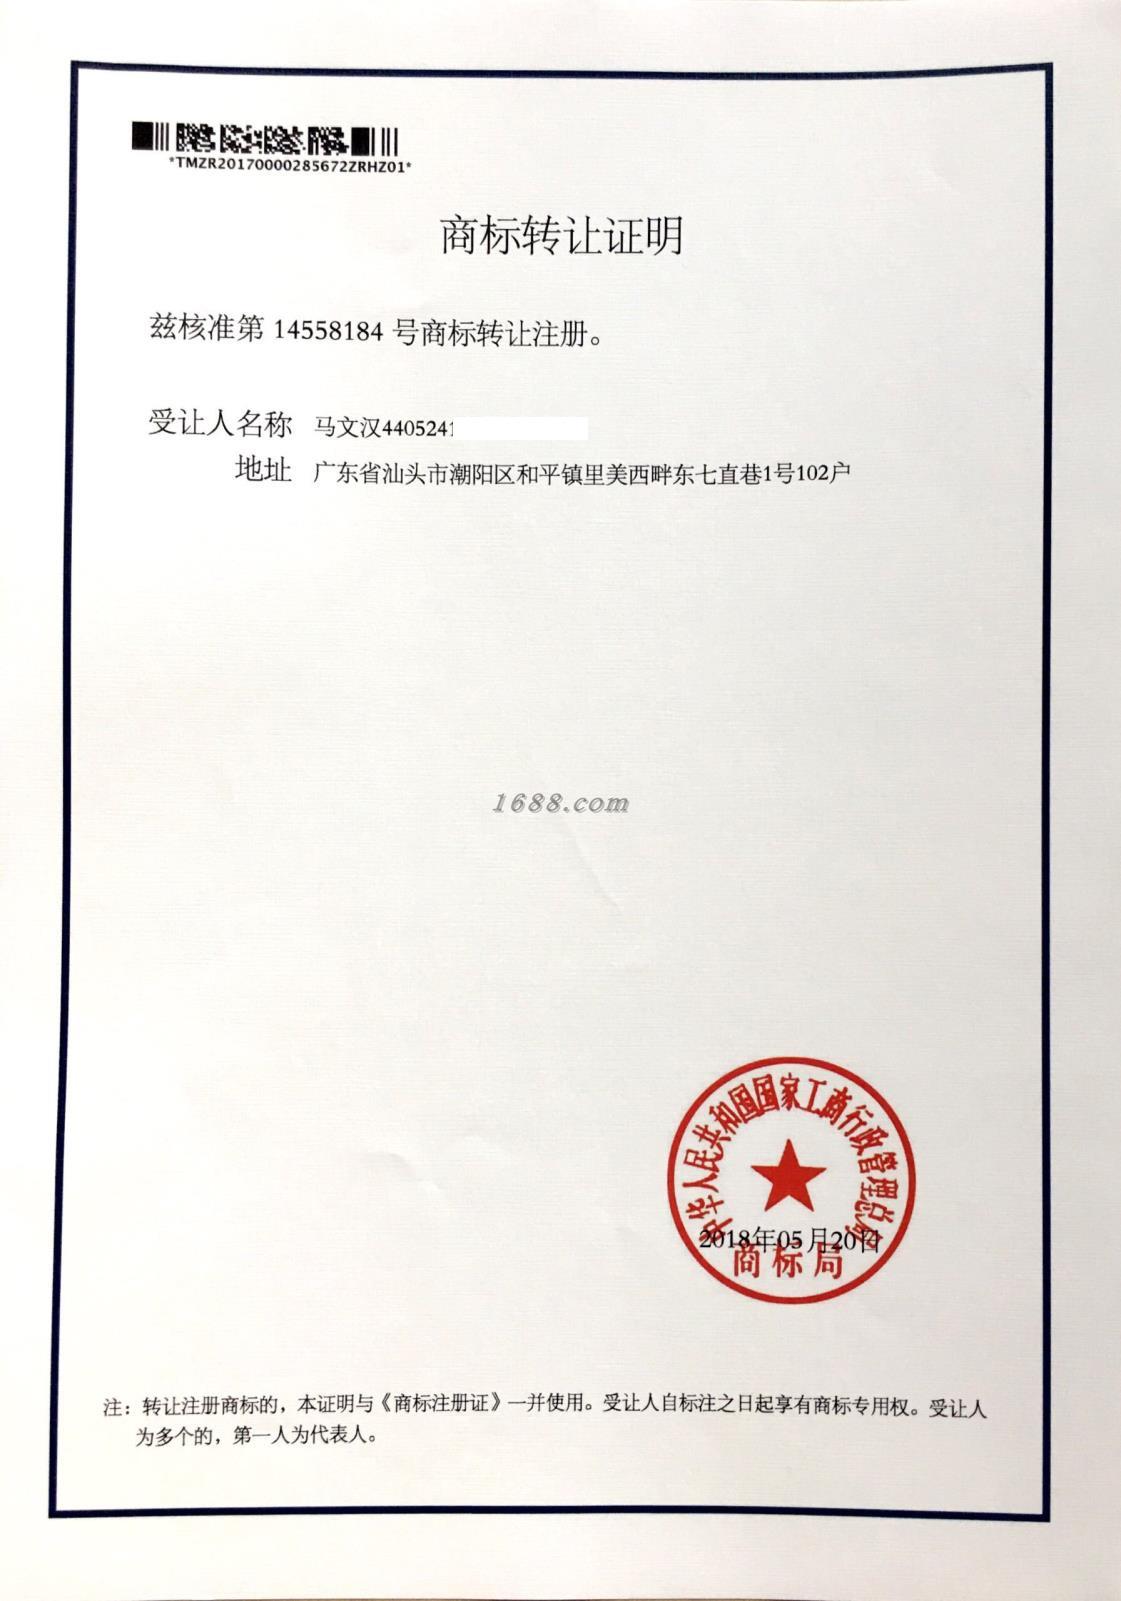 *TMZR20170000285672ZRHZ01*
商标转让证明
兹核准第 14558184 号商标转让注册。
受让人名称 马文汉4405241
地址 广东省汕头市潮阳区和平镇里美西畔东七直巷1号102户
1688.com
中华人民共和国国家工商行政管理总局
2018年05月20日
商标局
注：转让注册商标的，本证明与《商标注册证》一并使用。受让人自标注之日起享有商标专用权。受让人
为多个的，第一人为代表人。